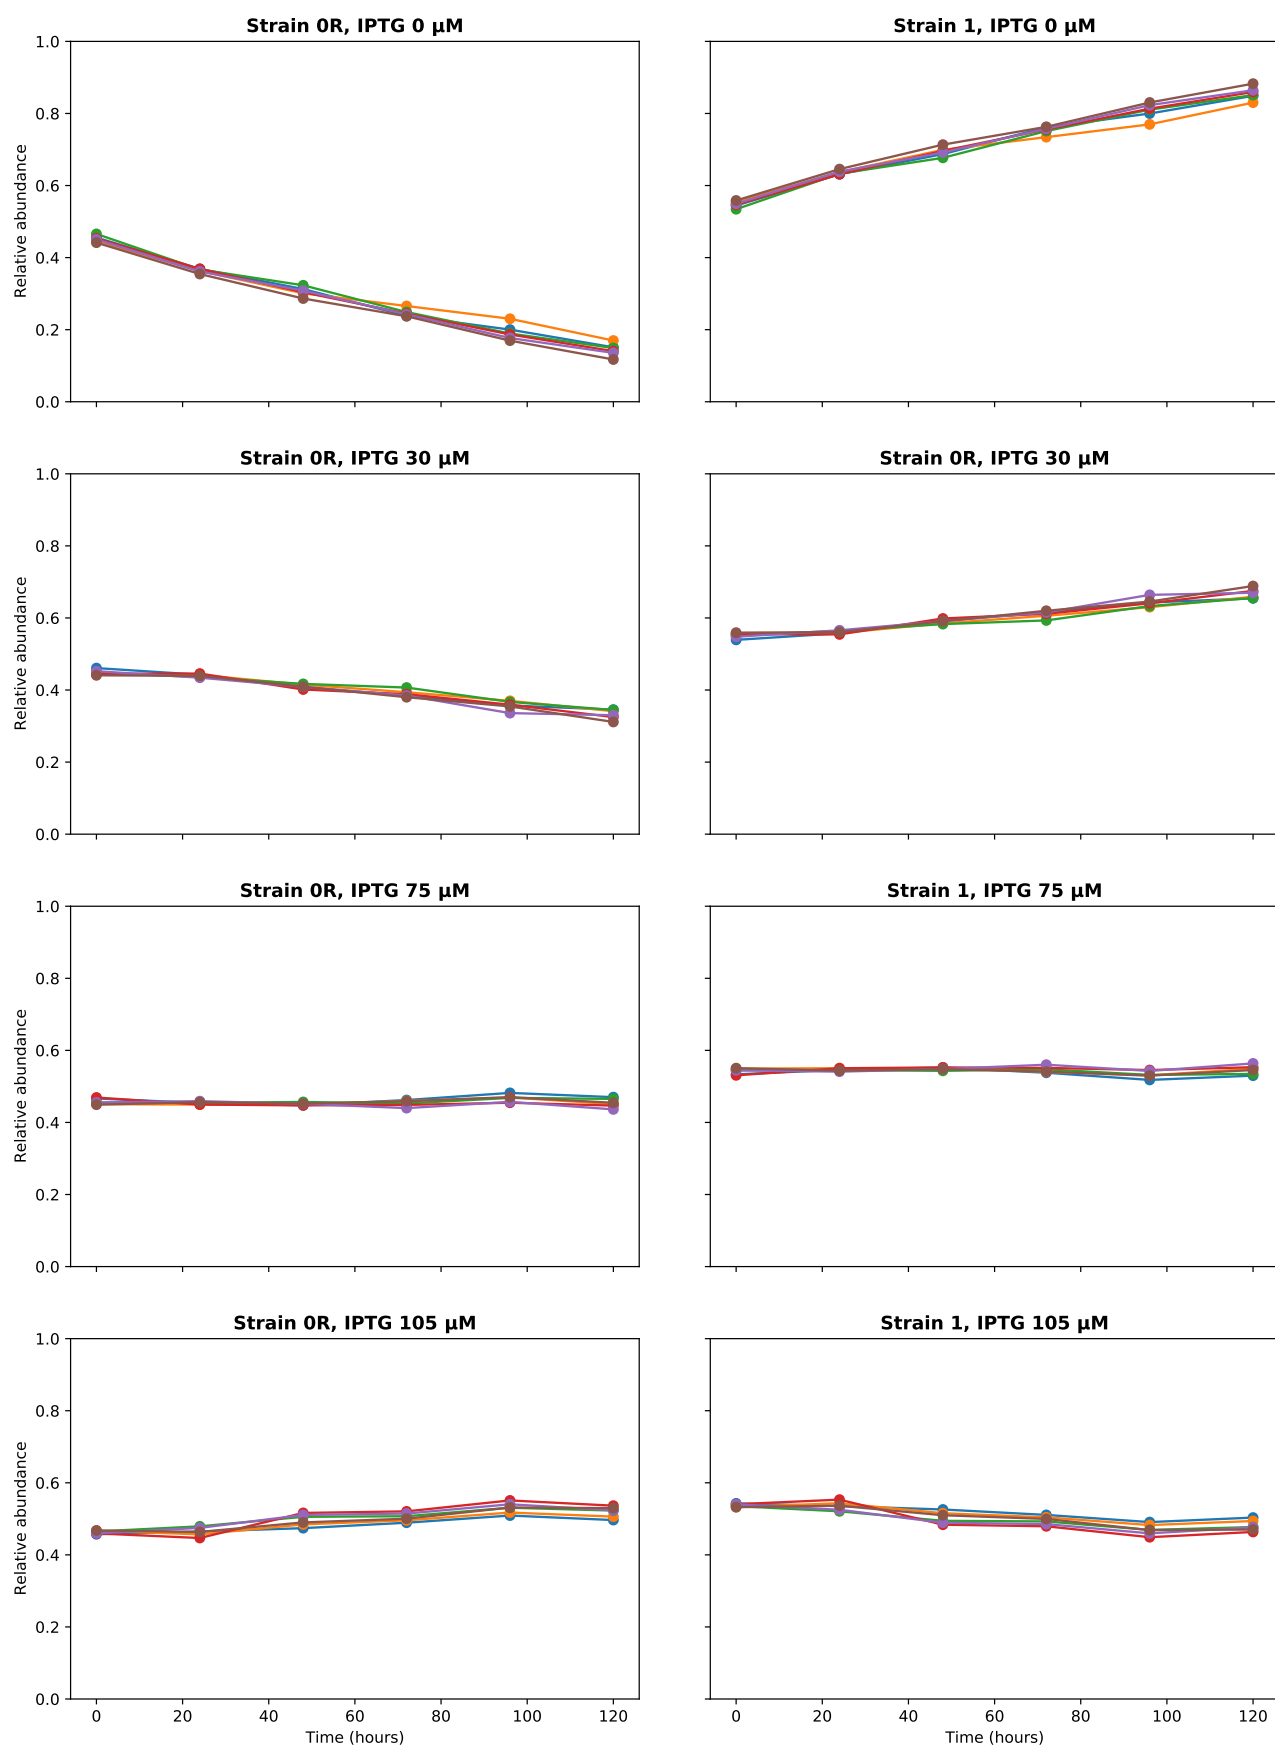 Strain 0R, IPTG 0 µM
1.0
0.8
0.6
0.4
0.2
0.0
Relative abundance
Strain 1, IPTG 0 µM
Strain 0R, IPTG 30 µM
1.0
0.8
0.6
0.4
0.2
0.0
Relative abundance
Strain 0R, IPTG 30 µM
Strain 0R, IPTG 75 µM
1.0
0.8
0.6
0.4
0.2
0.0
Relative abundance
Strain 1, IPTG 75 µM
Strain 0R, IPTG 105 µM
1.0
0.8
0.6
0.4
0.2
0.0
Relative abundance
0 20 40 60 80 100 120
Time (hours)
Strain 1, IPTG 105 µM
0 20 40 60 80 100 120
Time (hours)